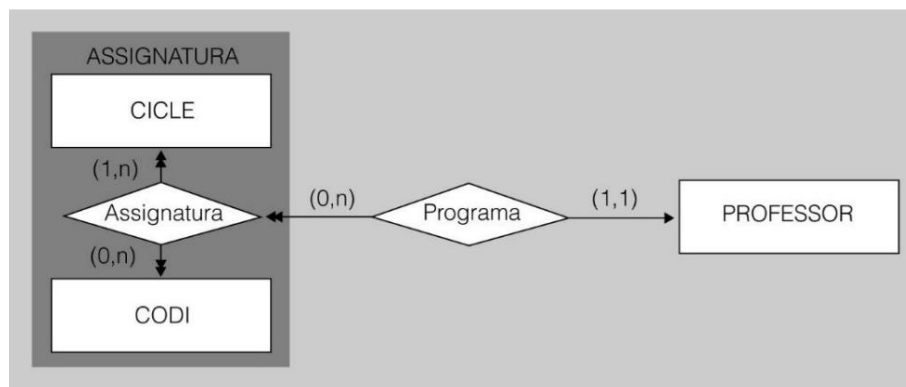 ASSIGNATURA
CICLE
(1,n)
Assignatura
(0,n)
CODI
(0,n)
Programa
(1,1)
PROFESSOR